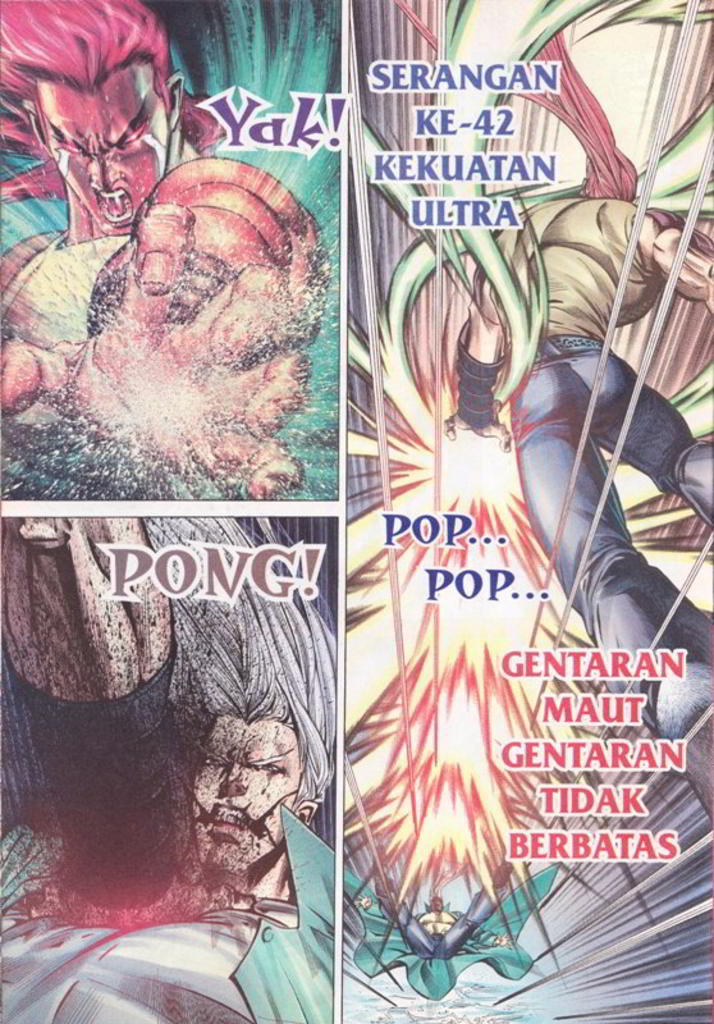 Yak!
SERANGAN
KE-42
KEKUATAN
ULTRA
PONG!
POP...
POP...
GENTARAN
MAUT
GENTARAN
TIDAK
BERBATAS